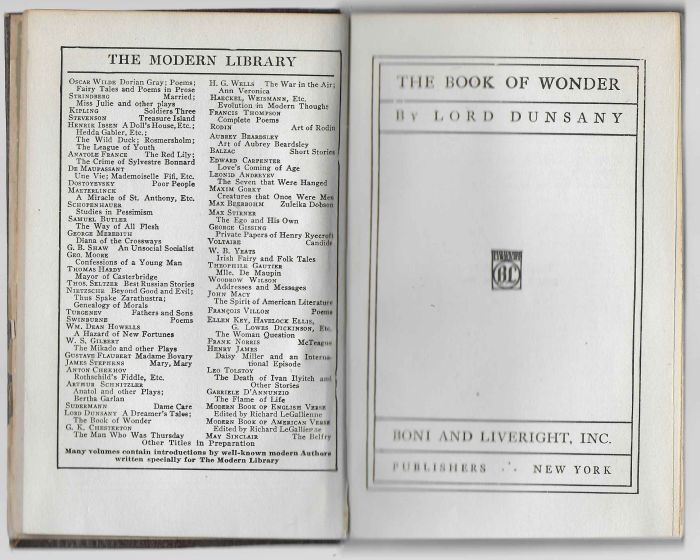 THE MODERN LIBRARY
OSCAR WILDE Dorian Gray; Poems;
Fairy Tales and Poems in Prose
STRINDBERG Married;
Miss Julie and other plays
KIPLING Soldiers Three
STEVENSON Treasure Island
HENRIK IBSEN A Doll's House, Etc.;
Hedda Gabler, Etc.;
The Wild Duck; Rosmersholm;
The League of Youth
ANATOLE FRANCE The Red Lily;
The Crime of Sylvestre Bonnard
DE MAUPASSANT
Une Vie; Mademoiselle Fifi, Etc.
DOSTOYEVSKY Poor People
MAETERLINCK
A Miracle of St. Anthony, Etc.
SCHOPENHAUER
Studies in Pessimism
SAMUEL BUTLER
The Way of All Flesh
GEORGE MEREDITH
Diana of the Crossways
G. B. SHAW An Unsocial Socialist
GEO. MOORE
Confessions of a Young Man
THOMAS HARDY
Mayor of Casterbridge
THOS. SELTZER Best Russian Stories
NIETZSCHE Beyond Good and Evil;
Thus Spake Zarathustra;
Genealogy of Morals
TURGENEV Fathers and Sons
SWINBURNE Poems
WM. DEAN HOWELLS
A Hazard of New Fortunes
W. S. GILBERT
The Mikado and other Plays
GUSTAVE FLAUBERT Madame Bovary
JAMES STEPHENS Mary, Mary
ANTON CHEKHOV
Rothschild's Fiddle, Etc.
ARTHUR SCHNITZLER
Anatol and other Plays;
Bertha Garlan
SUDERMANN Dame Care
LORD DUNSANY A Dreamer's Tales;
The Book of Wonder
G. K. CHESTERTON
The Man Who Was Thursday
H. G. WELLS The War in the Air;
Ann Veronica
HAECKEL, WEISMANN, Etc.
Evolution in Modern Thought
FRANCIS THOMPSON
Complete Poems
RODIN Art of Rodin
AUBREY BEARDSLEY
Art of Aubrey Beardsley
BALZAC Short Stories
EDWARD CARPENTER
Love's Coming of Age
LEONID ANDREYEV
The Seven that Were Hanged
MAXIM GORKY
Creatures that Once Were Men
MAX BEERBOHM Zuleika Dobson
MAX STIRNER
The Ego and His Own
GEORGE GISSING
Private Papers of Henry Ryecroft
VOLTAIRE Candide
W. B. YEATS
Irish Fairy and Folk Tales
THEOPHILE GAUTIER
Mlle. De Maupin
WOODROW WILSON
Addresses and Messages
JOHN MACY
The Spirit of American Literature
FRANÇOIS VILLON Poems
ELLEN KEY, HAVELOCK ELLIS,
G. LOWES DICKINSON, Etc.
The Woman Question
FRANK NORRIS McTeague
HENRY JAMES
Daisy Miller and an Interna-
tional Episode
LEO TOLSTOY
The Death of Ivan Ilyitch and
Other Stories
GABRIELE D'ANNUNZIO
The Flame of Life
MODERN BOOK OF ENGLISH VERSE
Edited by Richard LeGallienne
MODERN BOOK OF AMERICAN VERSE
Edited by Richard LeGallienne
MAY SINCLAIR The Belfry
Other Titles in Preparation
Many volumes contain introductions by well-known modern Authors
written specially for The Modern Library
THE BOOK OF WONDER
BY LORD DUNSANY
BL
BONI AND LIVERIGHT, INC.
PUBLISHERS ∴ NEW YORK